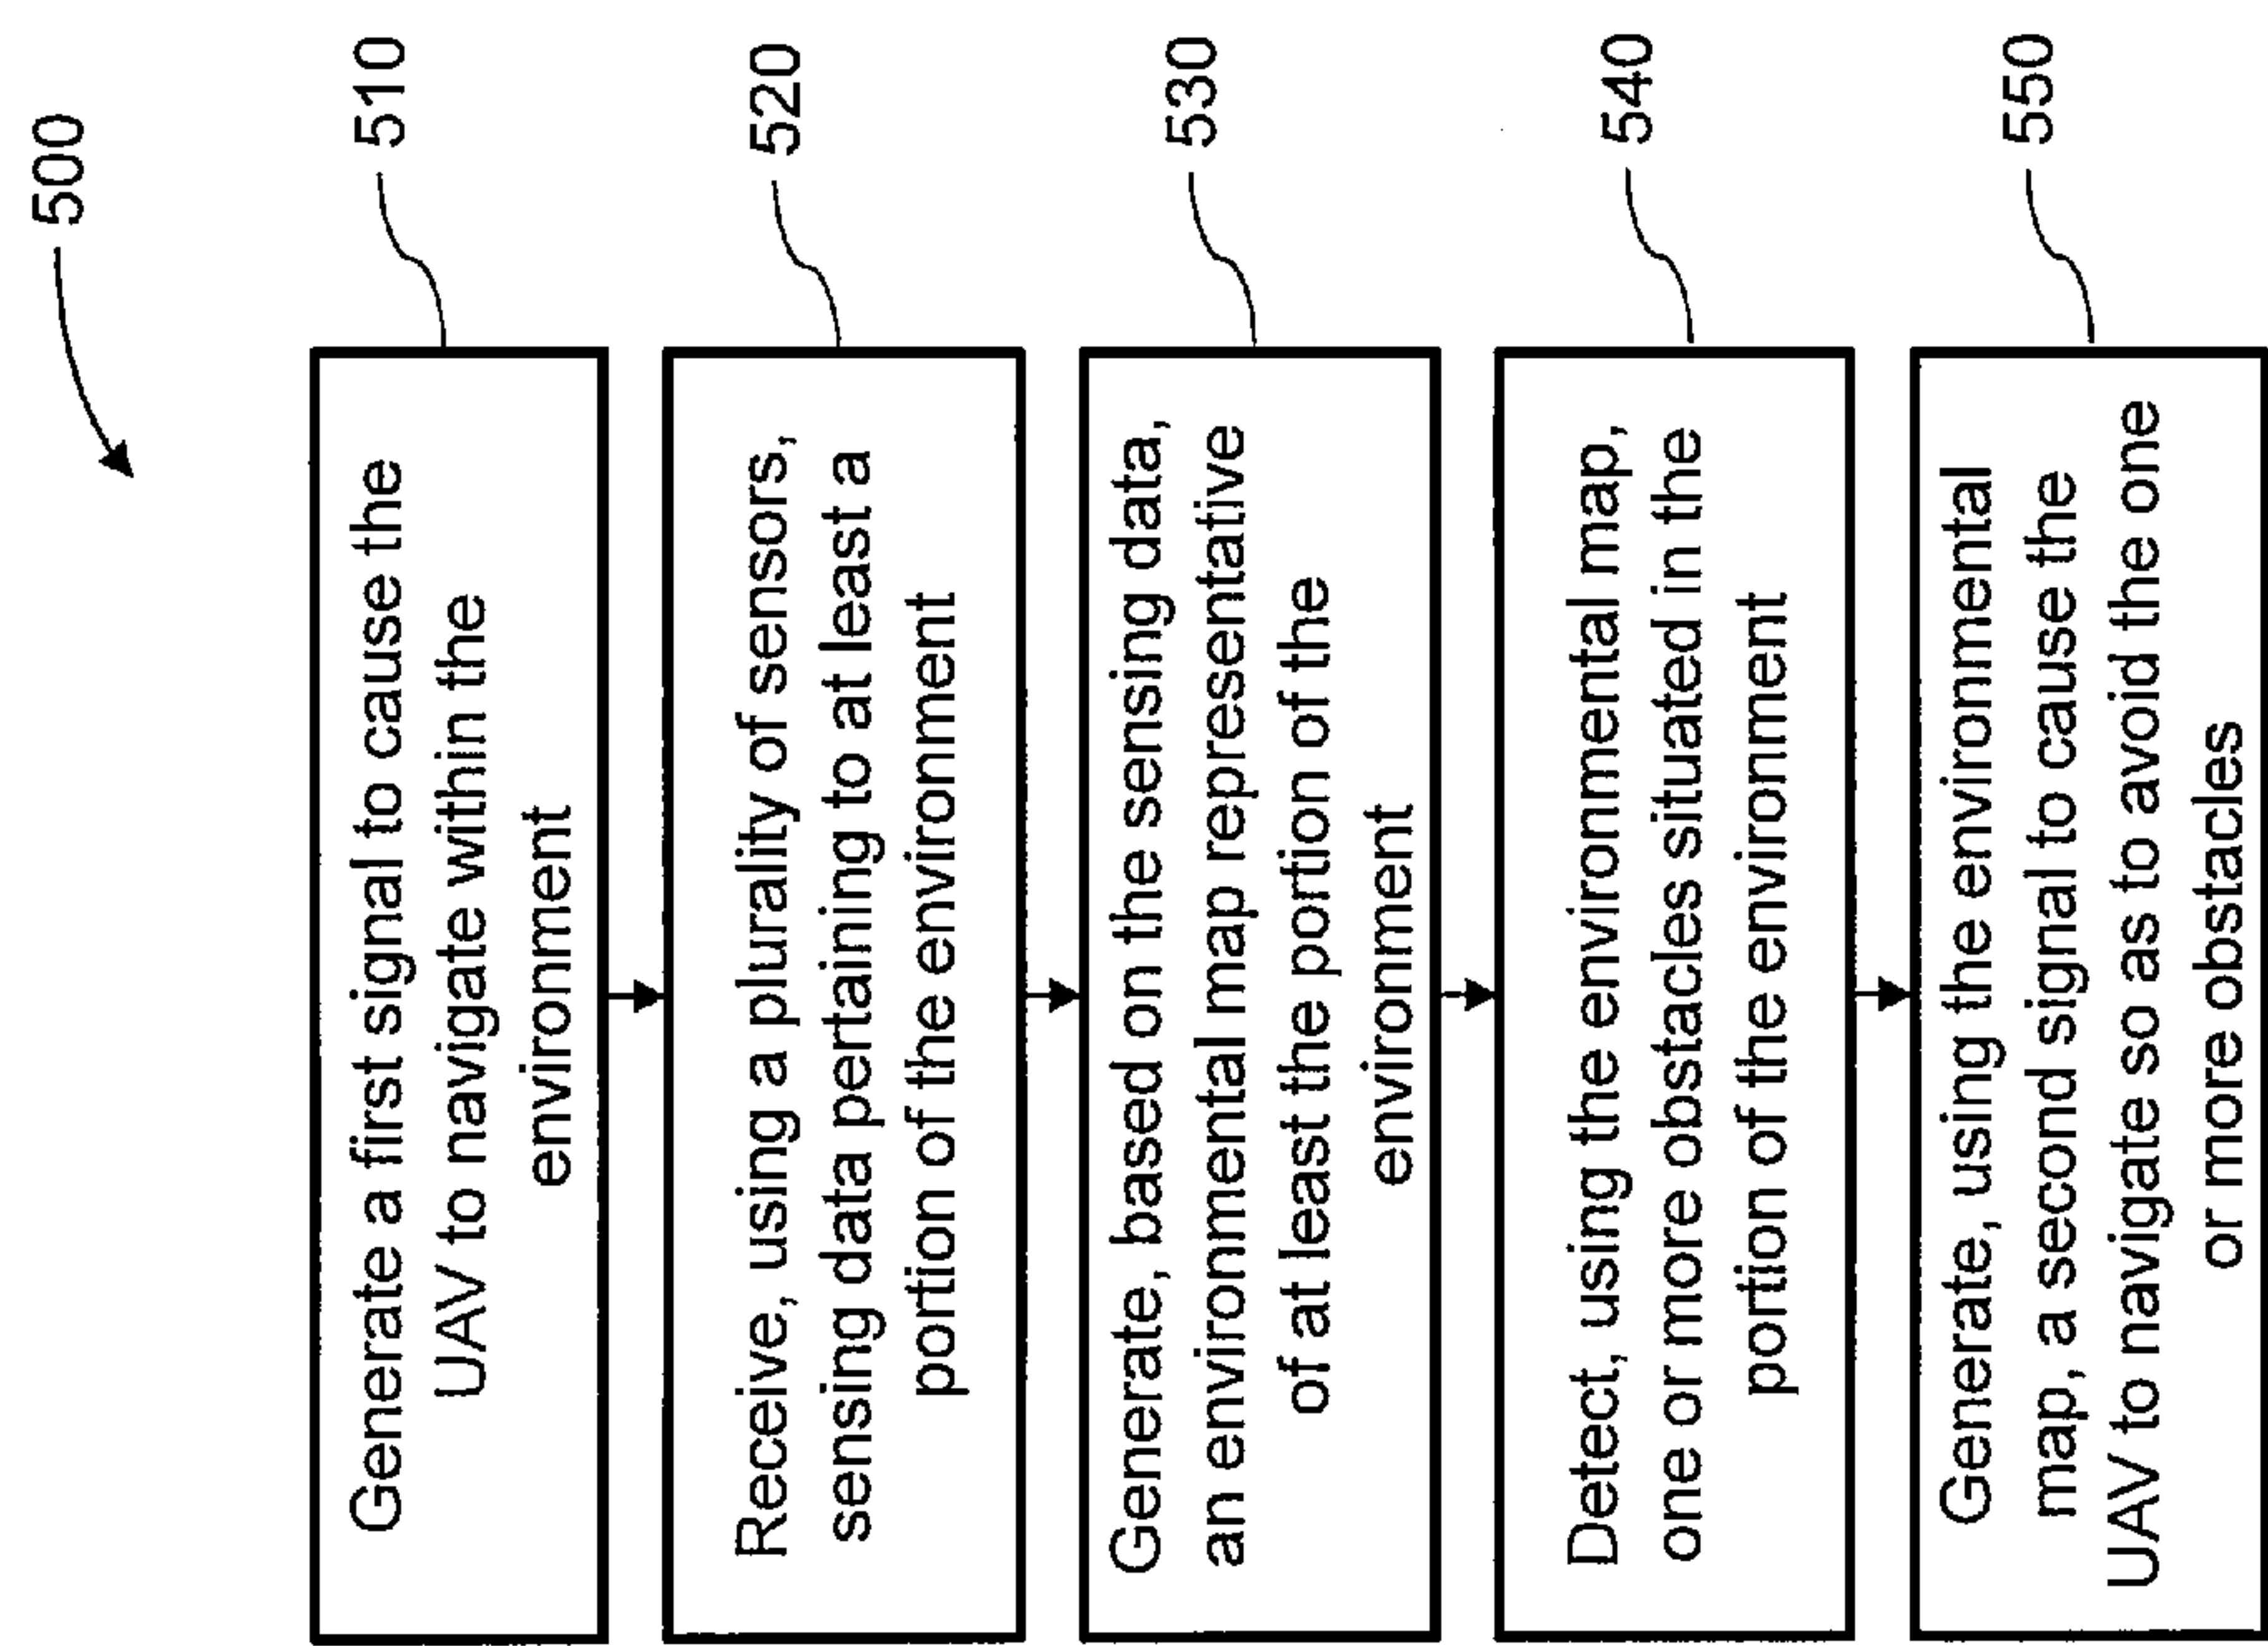 500
Generate a first signal to cause the
UAV to navigate within the
environment
510
Receive, using a plurality of sensors,
sensing data pertaining to at least a
portion of the environment
520
Generate, based on the sensing data,
an environmental map representative
of at least the portion of the
environment
530
Detect, using the environmental map,
one or more obstacles situated in the
portion of the environment
540
Generate, using the environmental
map, a second signal to cause the
UAV to navigate so as to avoid the one
or more obstacles
550